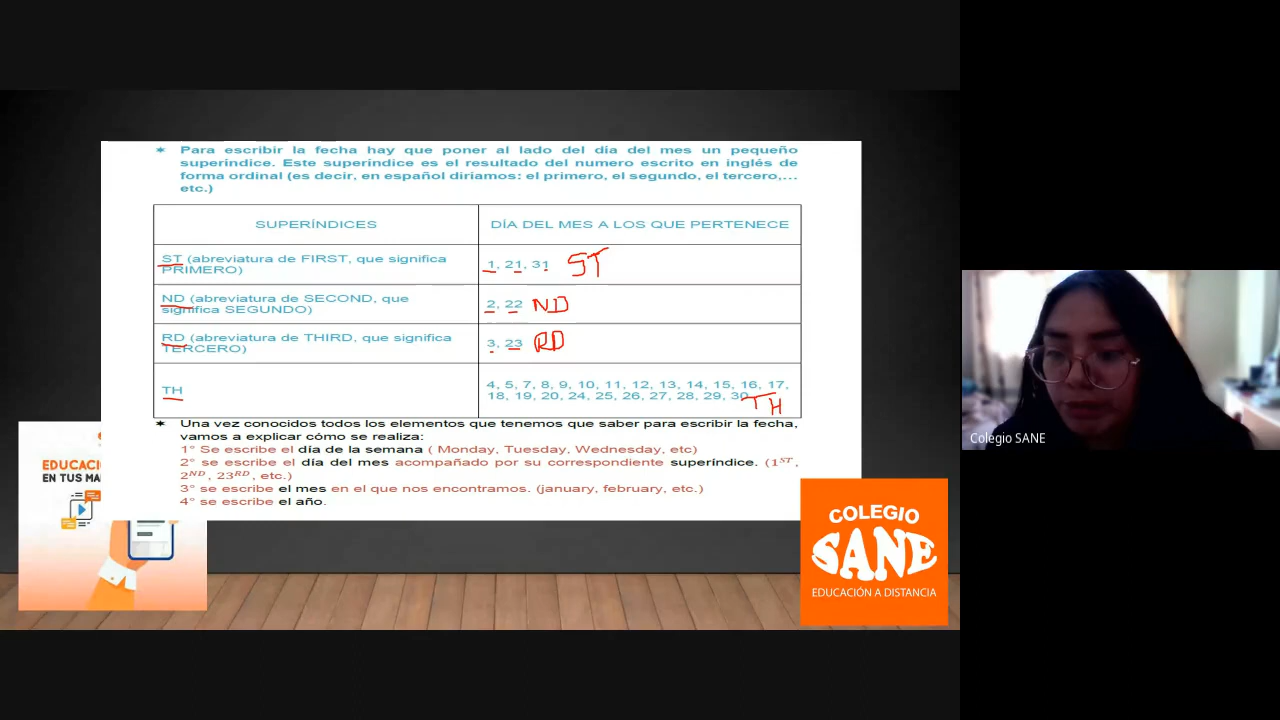 * Para escribir la fecha hay que poner al lado del día del mes un pequeño
superíndice. Este superíndice es el resultado del numero escrito en inglés de
forma ordinal (es decir, en español diriamos: el primero, el segundo, el tercero,...
etc.)
SUPERÍNDICES DÍA DEL MES A LOS QUE PERTENECE
ST (abreviatura de FIRST, que significa
PRIMERO)
1, 21, 31 ST
ND (abreviatura de SECOND, que
significa SEGUNDO)
2, 22 ND
RD (abreviatura de THIRD, que significa
TERCERO)
3, 23 RD
TH
4, 5, 7, 8, 9, 10, 11, 12, 13, 14, 15, 16, 17,
18, 19, 20, 24, 25, 26, 27, 28, 29, 30
TH
* Una vez conocidos todos los elementos que tenemos que saber para escribir la fecha,
vamos a explicar cómo se realiza:
1° Se escribe el día de la semana ( Monday, Tuesday, Wednesday, etc)
2° se escribe el día del mes acompañado por su correspondiente superíndice. (1ST,
2ND, 23RD, etc.)
3° se escribe el mes en el que nos encontramos. (january, february, etc.)
4° se escribe el año.
EDUCACI
EN TUS MA
COLEGIO
SANE
EDUCACIÓN A DISTANCIA
Colegio SANE